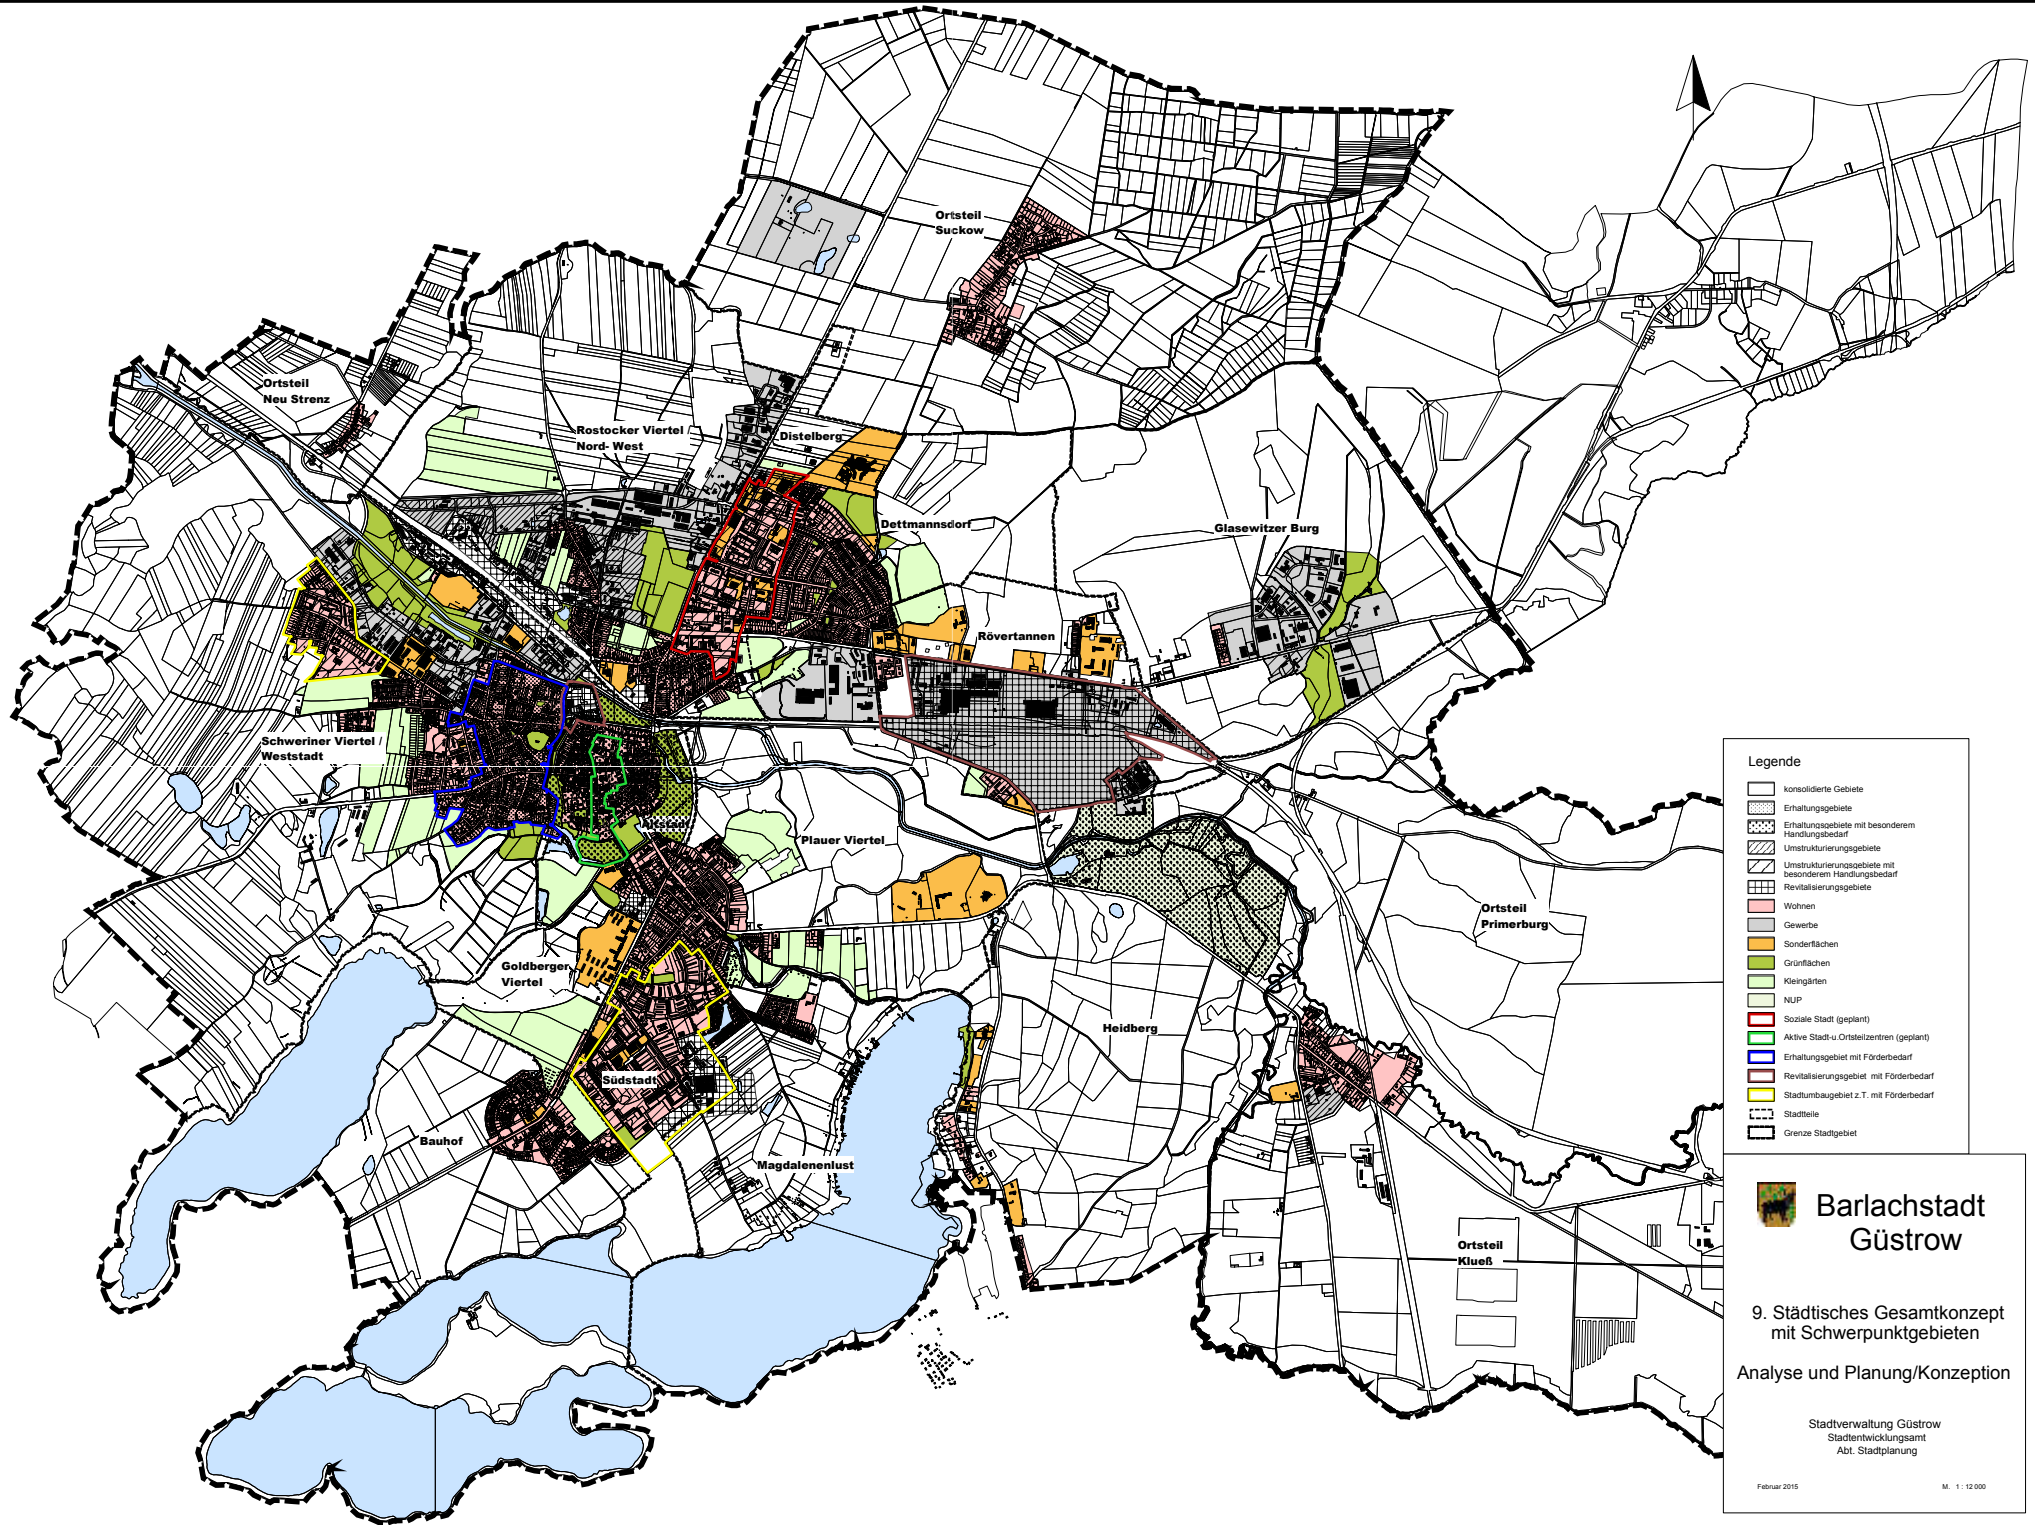 Ortsteil
Suckow
Ortsteil
Neu Strenz
Rostocker Viertel /
Nord- West
Distelberg
Dettmannsdorf
Glasewitzer Burg
Rövertannen
Schweriner Viertel /
Weststadt
Altstadt
Plauer Viertel
Ortsteil
Primerburg
Goldberger
Viertel
Heidberg
Südstadt
Bauhof
Magdalenenlust
Ortsteil
Klueß
Legende
konsolidierte Gebiete
Erhaltungsgebiete
Erhaltungsgebiete mit besonderem
Handlungsbedarf
Umstrukturierungsgebiete
Umstrukturierungsgebiete mit
besonderem Handlungsbedarf
Revitalisierungsgebiete
Wohnen
Gewerbe
Sonderflächen
Grünflächen
Kleingärten
NUP
Soziale Stadt (geplant)
Aktive Stadt-u.Ortsteilzentren (geplant)
Erhaltungsgebiet mit Förderbedarf
Revitalisierungsgebiet mit Förderbedarf
Stadtumbaugebiet z.T. mit Förderbedarf
Stadtteile
Grenze Stadtgebiet
Barlachstadt
Güstrow
9. Städtisches Gesamtkonzept
mit Schwerpunktgebieten
Analyse und Planung/Konzeption
Stadtverwaltung Güstrow
Stadtentwicklungsamt
Abt. Stadtplanung
Februar 2015
M. 1 : 12 000